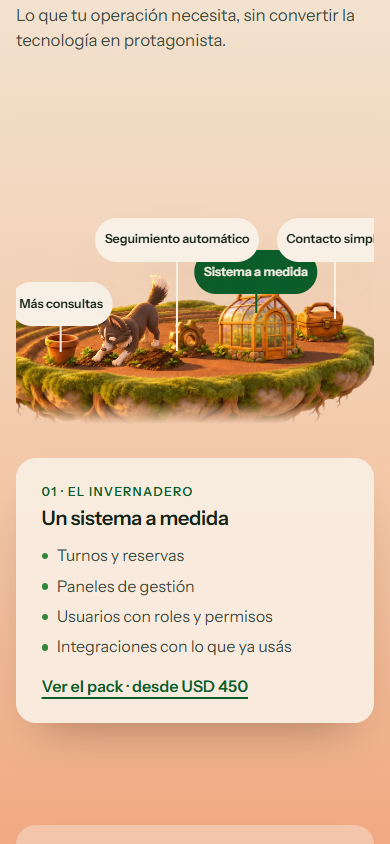 Lo que tu operación necesita, sin convertir la
tecnología en protagonista.
Seguimiento automático
Contacto simpl
Sistema a medida
Más consultas
01 · EL INVERNADERO
Un sistema a medida
Turnos y reservas
Paneles de gestión
Usuarios con roles y permisos
Integraciones con lo que ya usás
Ver el pack · desde USD 450